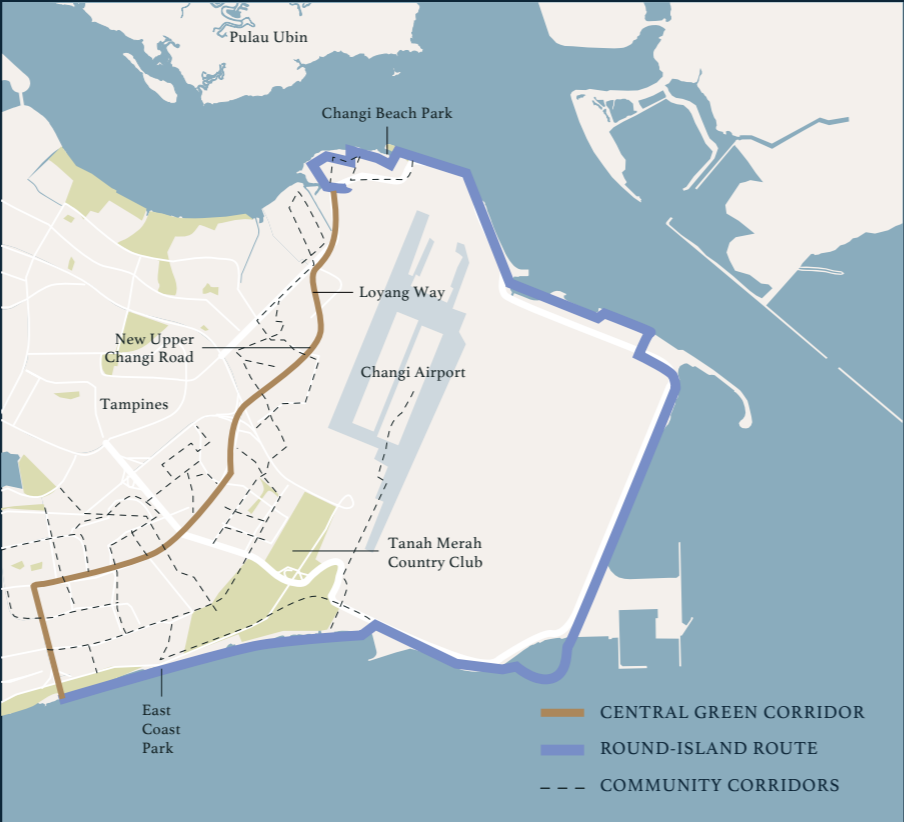 Pulau Ubin
Changi Beach Park
Loyang Way
New Upper
Changi Road
Changi Airport
Tampines
Tanah Merah
Country Club
East
Coast
Park
CENTRAL GREEN CORRIDOR
ROUND-ISLAND ROUTE
COMMUNITY CORRIDORS